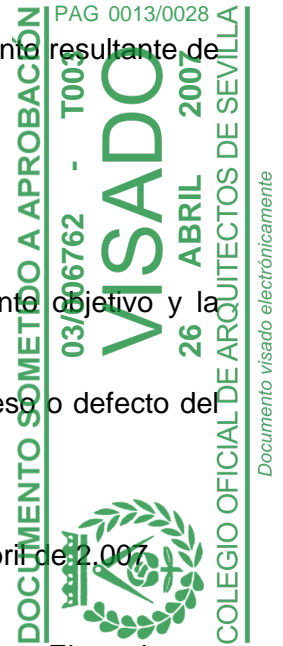 PAG 0013/0028
nto resultante de
nto objetivo y la
eso o defecto del
ril de 2.007
DOCUMENTO SOMETIDO A APROBACIÓN
03/006762 - T003
VISADO
26 ABRIL 2007
COLEGIO OFICIAL DE ARQUITECTOS DE SEVILLA
Documento visado electrónicamente